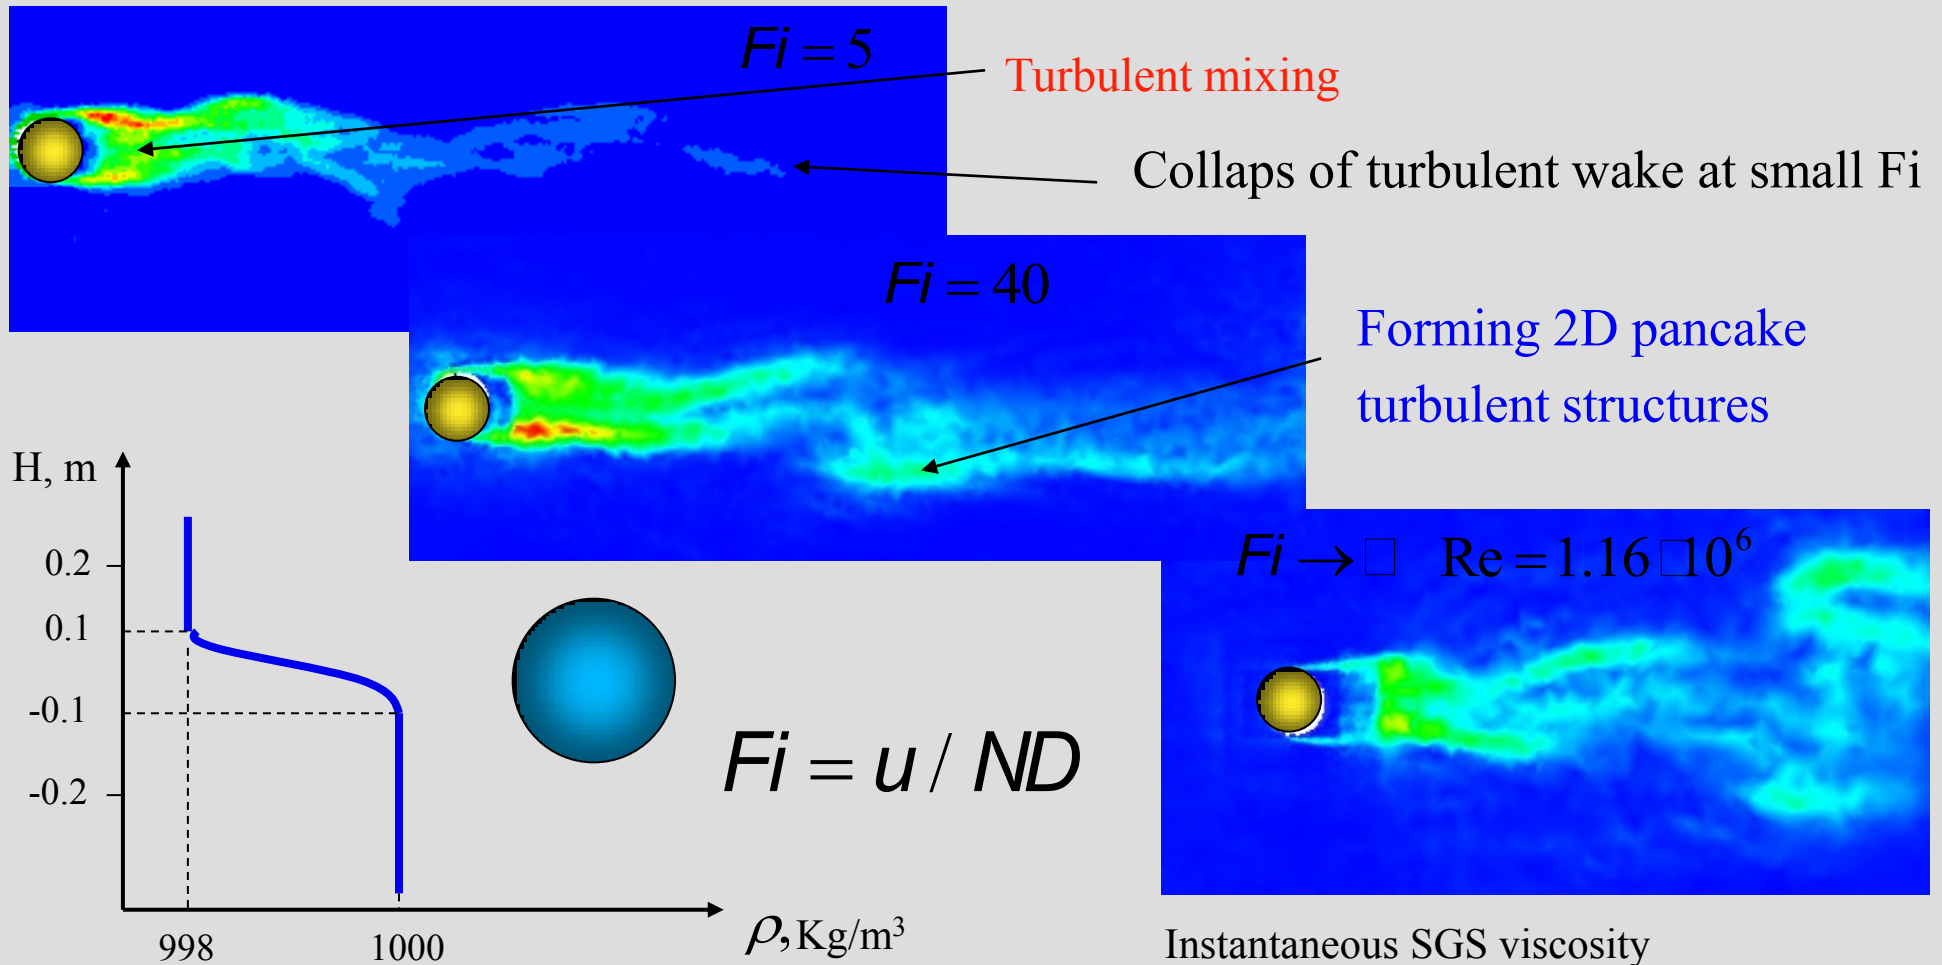 Fi = 5
Turbulent mixing
Collaps of turbulent wake at small Fi
Fi = 40
Forming 2D pancake
turbulent structures
H, m
0.2
0.1
-0.1
-0.2
Fi → □ Re = 1.16 □10⁶
Fi = u / ND
998
1000
ρ, Kg/m³
Instantaneous SGS viscosity